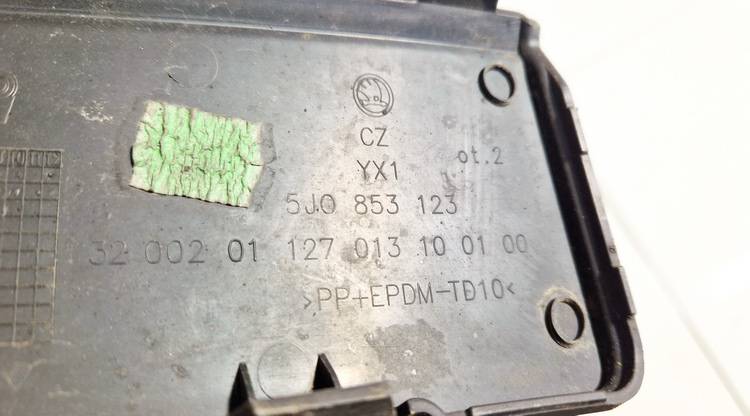 CZ
YX1
ot.2
5J0 853 123
32 002 01 127 013 10 01 00
>PP+EPDM-TD10<